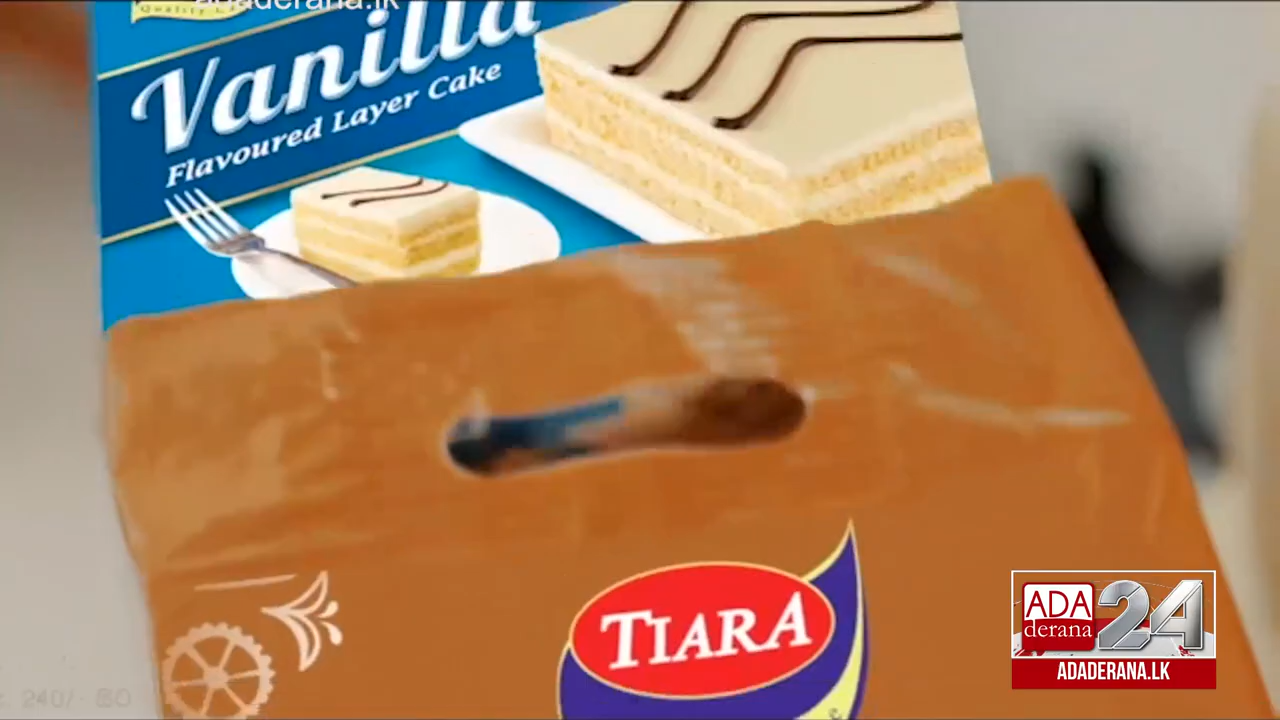 adaderana.lk
Vanilla
Flavoured Layer Cake
TIARA
ADA
derana
24
ADADERANA.LK